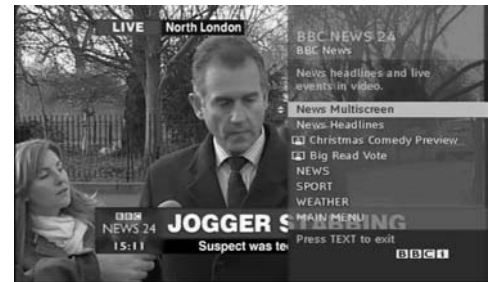 LIVE
North London
BBC NEWS 24
BBC News
News headlines and live
events in video.
News Multiscreen
News Headlines
Christmas Comedy Preview
Big Read Vote
NEWS
SPORT
WEATHER
MAIN MENU
Press TEXT to exit
BBCi
BBC
NEWS 24
15:11
JOGGER STABBING
Suspect was